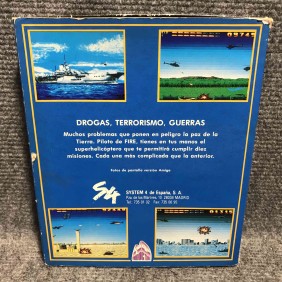 DROGAS, TERRORISMO, GUERRAS
Muchos problemas que ponen en peligro la paz de la
Tierra. Piloto de FIRE, tienes en tus manos el
superhelicóptero que te permitirá cumplir diez
misiones. Cada una más complicada que la anterior.
Fotos de pantalla versión Amiga
SYSTEM 4 de España, S. A.
28034 MADRID